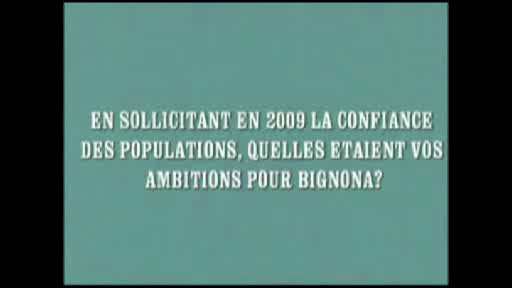 EN SOLLICITANT EN 2009 LA CONFIANCE
DES POPULATIONS, QUELLES ETAIENT VOS
AMBITIONS POUR BIGNONA?